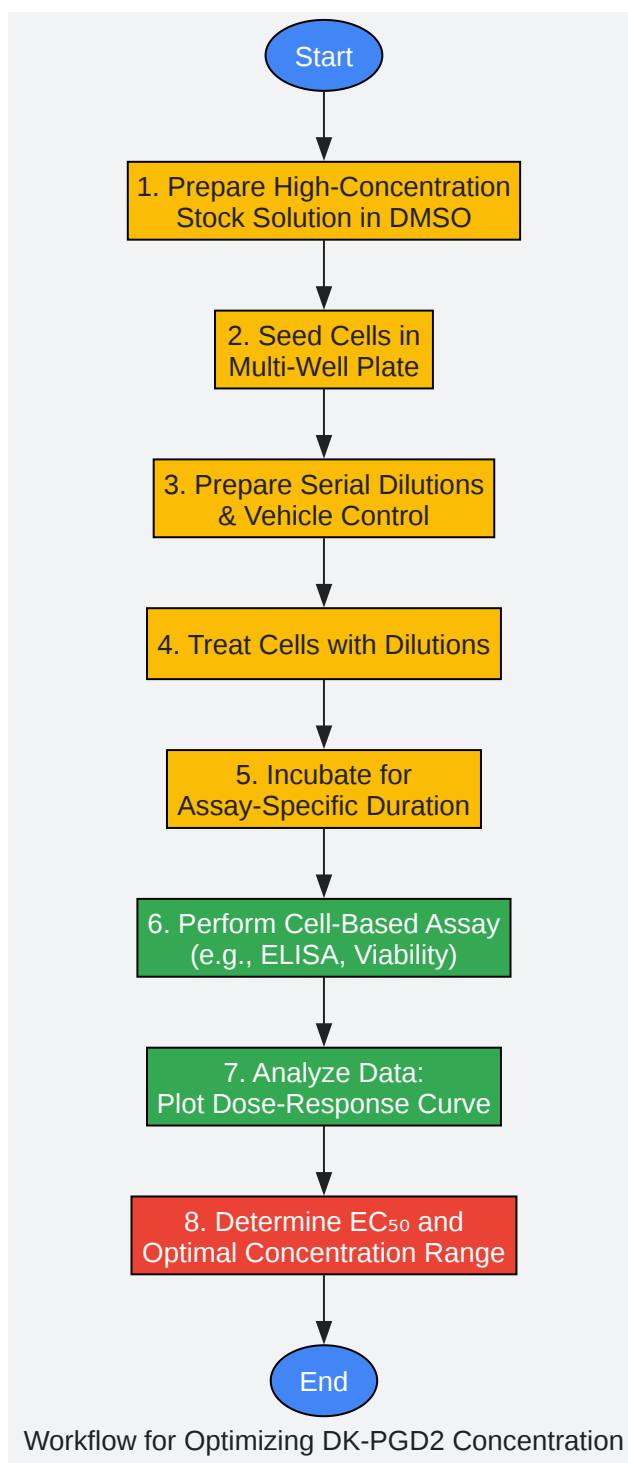 Start
1. Prepare High-Concentration
Stock Solution in DMSO
2. Seed Cells in
Multi-Well Plate
3. Prepare Serial Dilutions
& Vehicle Control
4. Treat Cells with Dilutions
5. Incubate for
Assay-Specific Duration
6. Perform Cell-Based Assay
(e.g., ELISA, Viability)
7. Analyze Data:
Plot Dose-Response Curve
8. Determine EC₅₀ and
Optimal Concentration Range
End
Workflow for Optimizing DK-PGD2 Concentration